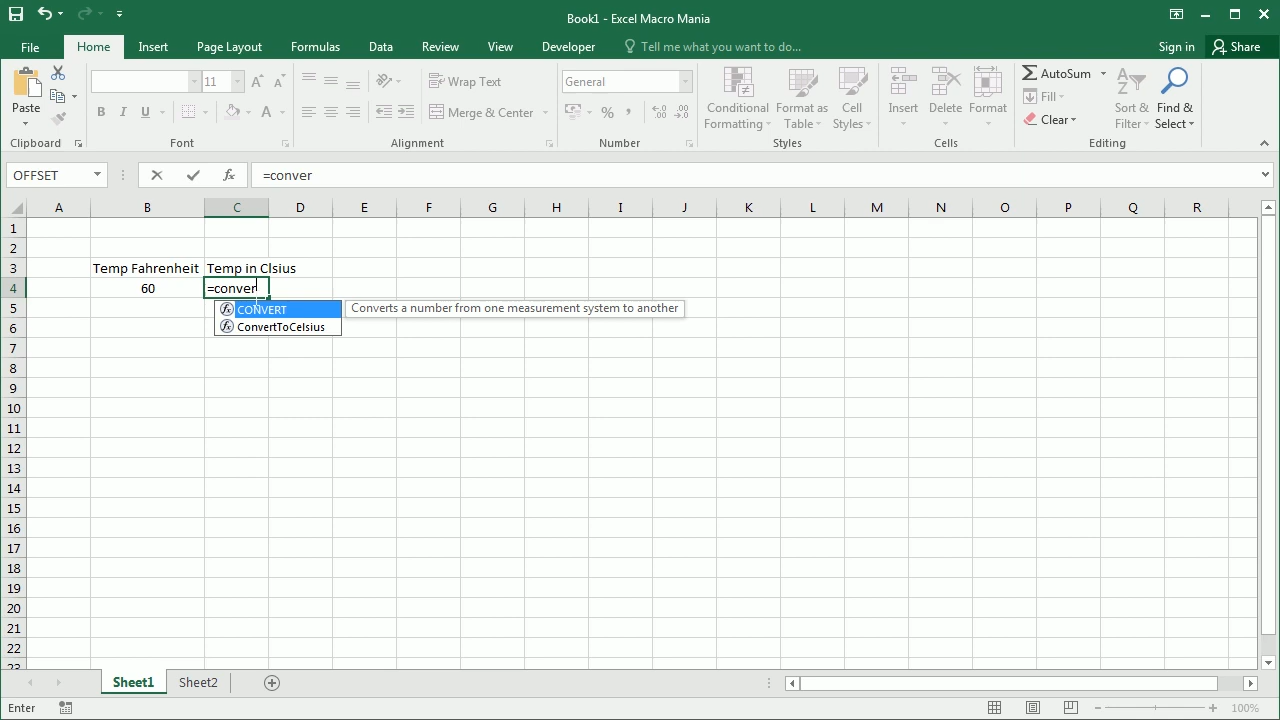 Book1 - Excel Macro Mania
File Home Insert Page Layout Formulas Data Review View Developer Tell me what you want to do... Sign in Share
Paste
11
Wrap Text
General
AutoSum
Fill
Clear
B I U
A
Merge & Center
%
Conditional Formatting
Format as Table
Cell Styles
Insert
Delete
Format
Sort & Filter
Find & Select
Clipboard Font Alignment Number Styles Cells Editing
OFFSET fx =conver
A B C D E F G H I J K L M N O P Q R
1
2
3 Temp Fahrenheit Temp in Clsius
4 60 =conver
5 CONVERT Converts a number from one measurement system to another
6 ConvertToCelsius
7
8
9
10
11
12
13
14
15
16
17
18
19
20
21
22
23
Sheet1 Sheet2
Enter 100%